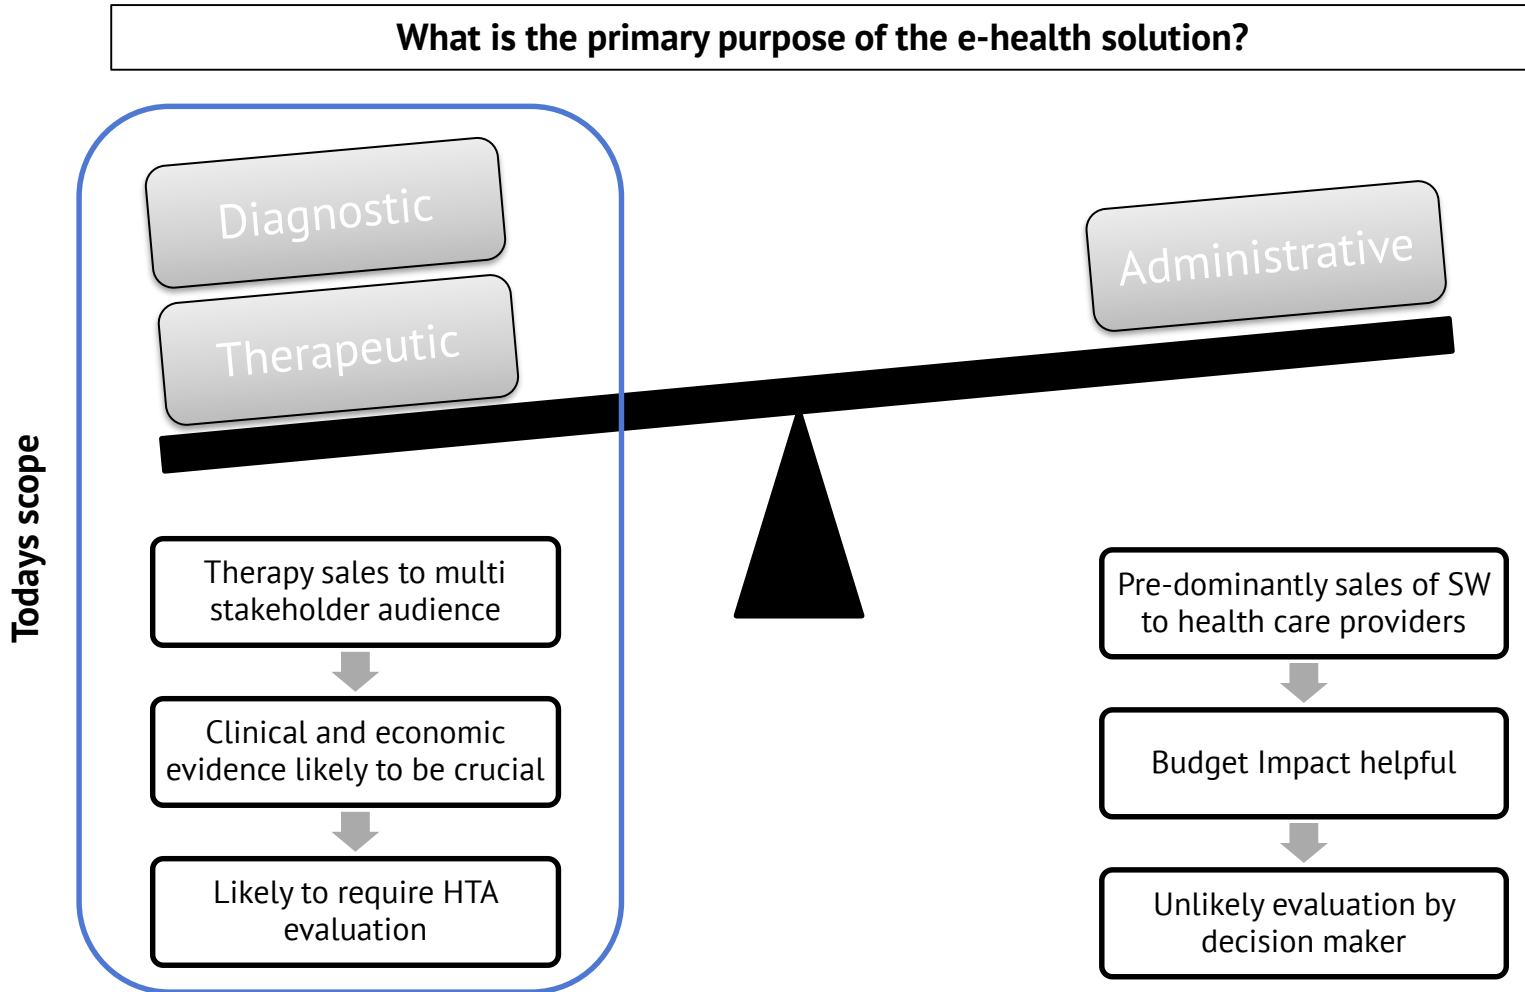 What is the primary purpose of the e-health solution?
Diagnostic
Therapeutic
Administrative
Todays scope
Therapy sales to multi
stakeholder audience
Clinical and economic
evidence likely to be crucial
Likely to require HTA
evaluation
Pre-dominantly sales of SW
to health care providers
Budget Impact helpful
Unlikely evaluation by
decision maker